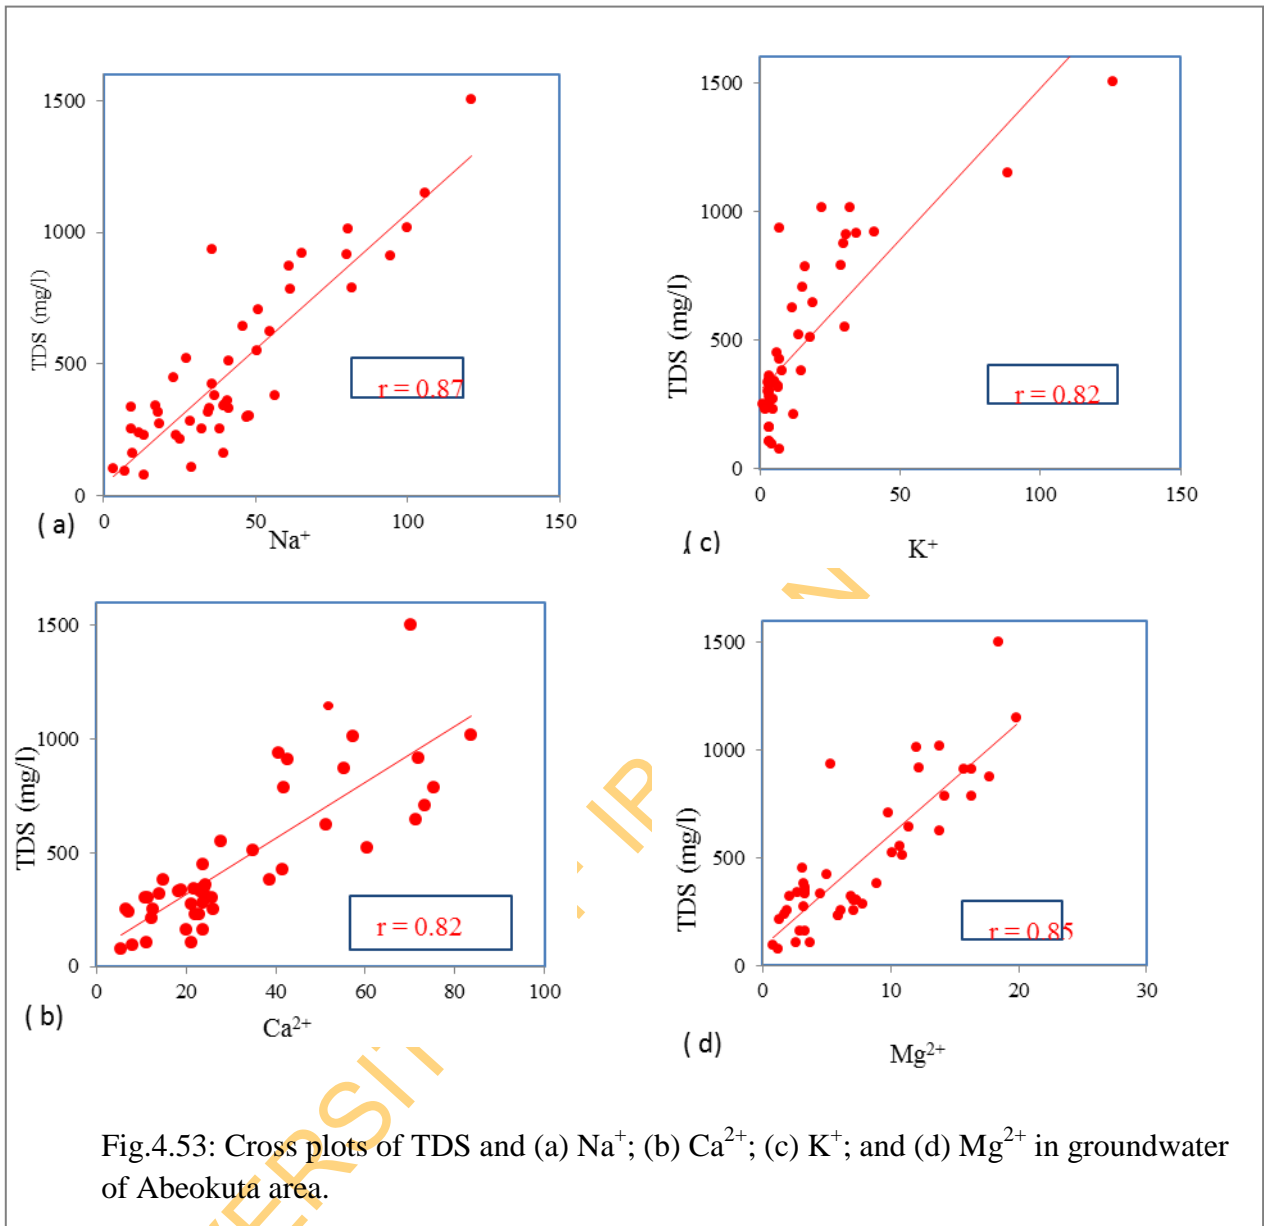 1500
1000
500
0
TDS (mg/l)
r = 0.87
0 50 100 150
Na⁺
( a)
1500
1000
500
0
TDS (mg/l)
r = 0.82
0 50 100 150
K⁺
( c)
1500
1000
500
0
TDS (mg/l)
r = 0.82
0 20 40 60 80 100
Ca²⁺
( b)
1500
1000
500
0
TDS (mg/l)
r = 0.85
0 10 20 30
Mg²⁺
( d)
Fig.4.53: Cross plots of TDS and (a) Na⁺; (b) Ca²⁺; (c) K⁺; and (d) Mg²⁺ in groundwater
of Abeokuta area.